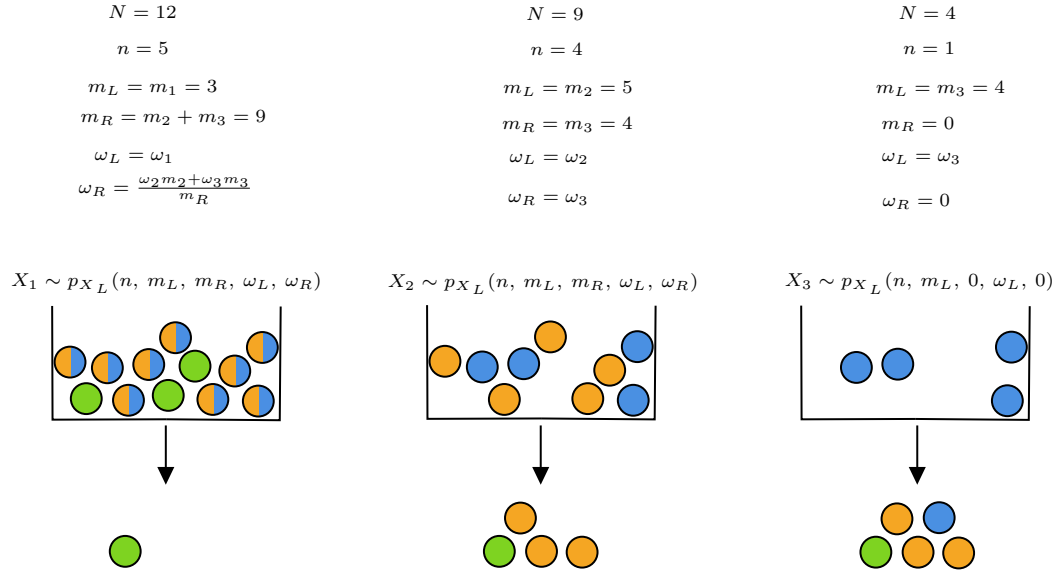 N = 12
n = 5
m_L = m_1 = 3
m_R = m_2 + m_3 = 9
ω_L = ω_1
ω_R = \frac{ω_2 m_2 + ω_3 m_3}{m_R}
X_1 ∼ p_{X_L}(n, m_L, m_R, ω_L, ω_R)
N = 9
n = 4
m_L = m_2 = 5
m_R = m_3 = 4
ω_L = ω_2
ω_R = ω_3
X_2 ∼ p_{X_L}(n, m_L, m_R, ω_L, ω_R)
N = 4
n = 1
m_L = m_3 = 4
m_R = 0
ω_L = ω_3
ω_R = 0
X_3 ∼ p_{X_L}(n, m_L, 0, ω_L, 0)